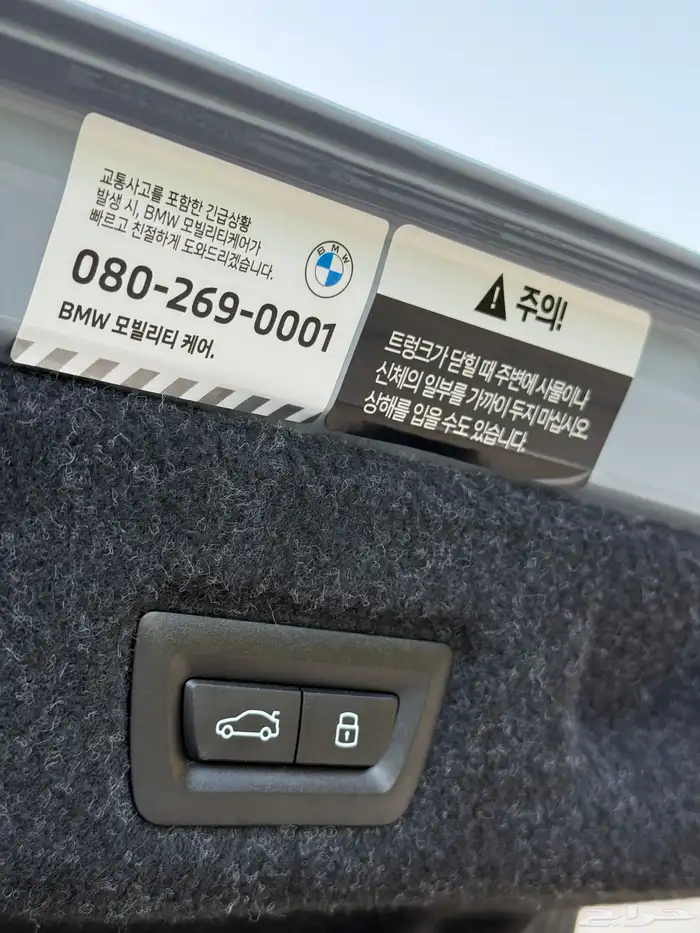 교통사고를 포함한 긴급상황
발생 시, BMW 모빌리티케어가
빠르고 친절하게 도와드리겠습니다.
080-269-0001
BMW 모빌리티 케어.
BMW
주의!
트렁크가 닫힐 때 주변에 사물이나
신체의 일부를 가까이 두지 마십시오
상해를 입을 수도 있습니다.
حراج